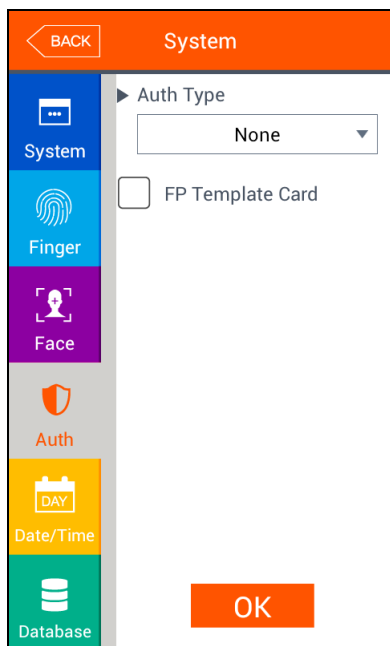 BACK
System
System
Finger
Face
Auth
DAY
Date/Time
Database
Auth Type
None
FP Template Card
OK